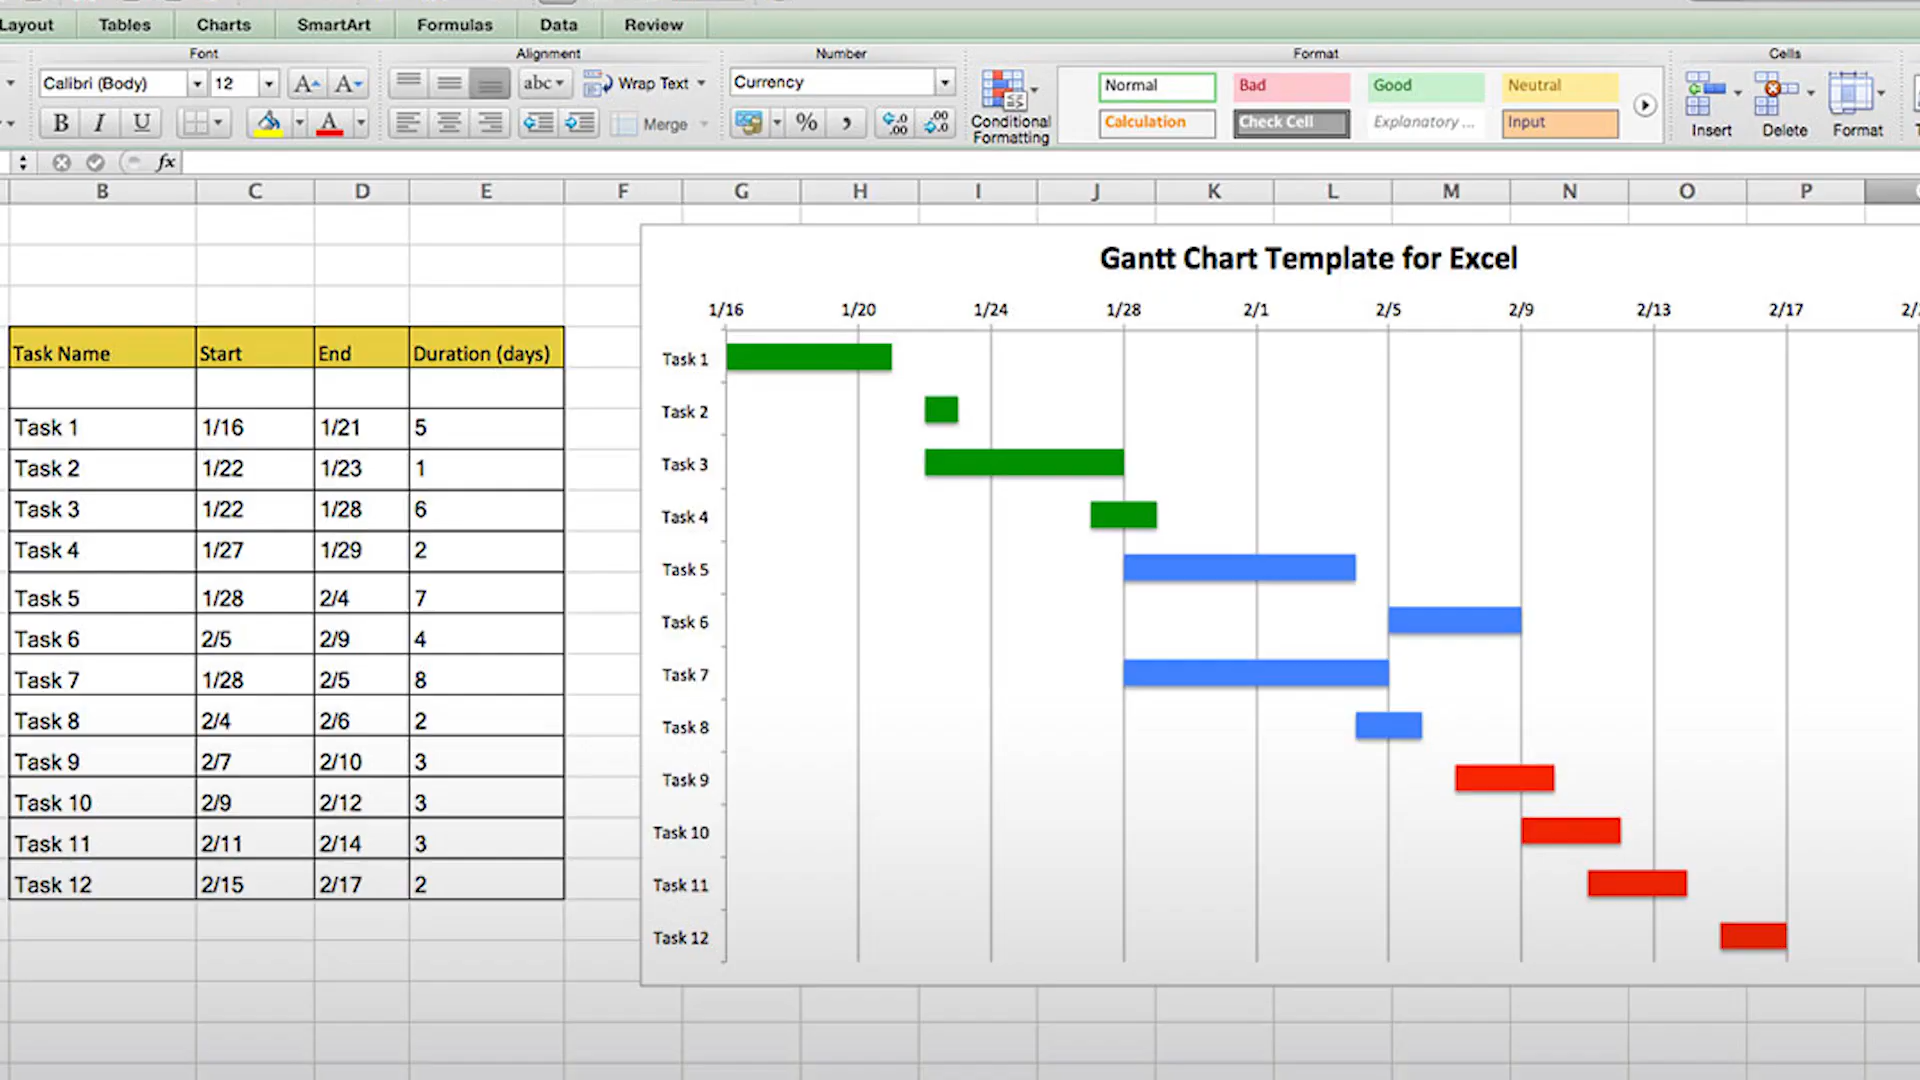 Layout Tables Charts SmartArt Formulas Data Review
Font Alignment Number Format Cells
Calibri (Body) 12 A A abc Wrap Text Currency Normal Bad Good Neutral
B I U A Merge % , .0 .00 .00 .0 Conditional Formatting Calculation Check Cell Explanatory ... Input Insert Delete Format
fx
B C D E F G H I J K L M N O P
Gantt Chart Template for Excel
1/16 1/20 1/24 1/28 2/1 2/5 2/9 2/13 2/17
Task Name Start End Duration (days)
Task 1 1/16 1/21 5
Task 2 1/22 1/23 1
Task 3 1/22 1/28 6
Task 4 1/27 1/29 2
Task 5 1/28 2/4 7
Task 6 2/5 2/9 4
Task 7 1/28 2/5 8
Task 8 2/4 2/6 2
Task 9 2/7 2/10 3
Task 10 2/9 2/12 3
Task 11 2/11 2/14 3
Task 12 2/15 2/17 2
Task 1
Task 2
Task 3
Task 4
Task 5
Task 6
Task 7
Task 8
Task 9
Task 10
Task 11
Task 12